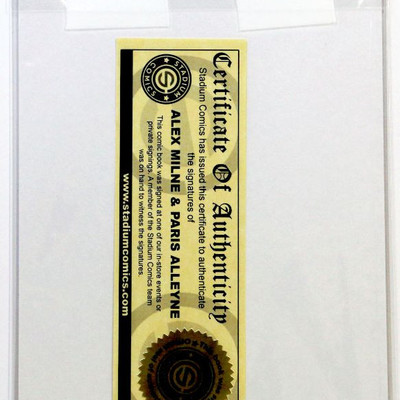 Certificate Of Authenticity
Stadium Comics has issued this certificate to authenticate
the signatures of
ALEX MILNE & PARIS ALLEYNE
This comic book was signed at one of our in-store events or
private signings. A member of the Stadium Comics team
was on hand to witness the signatures.
www.stadiumcomics.com
STADIUM
COMICS